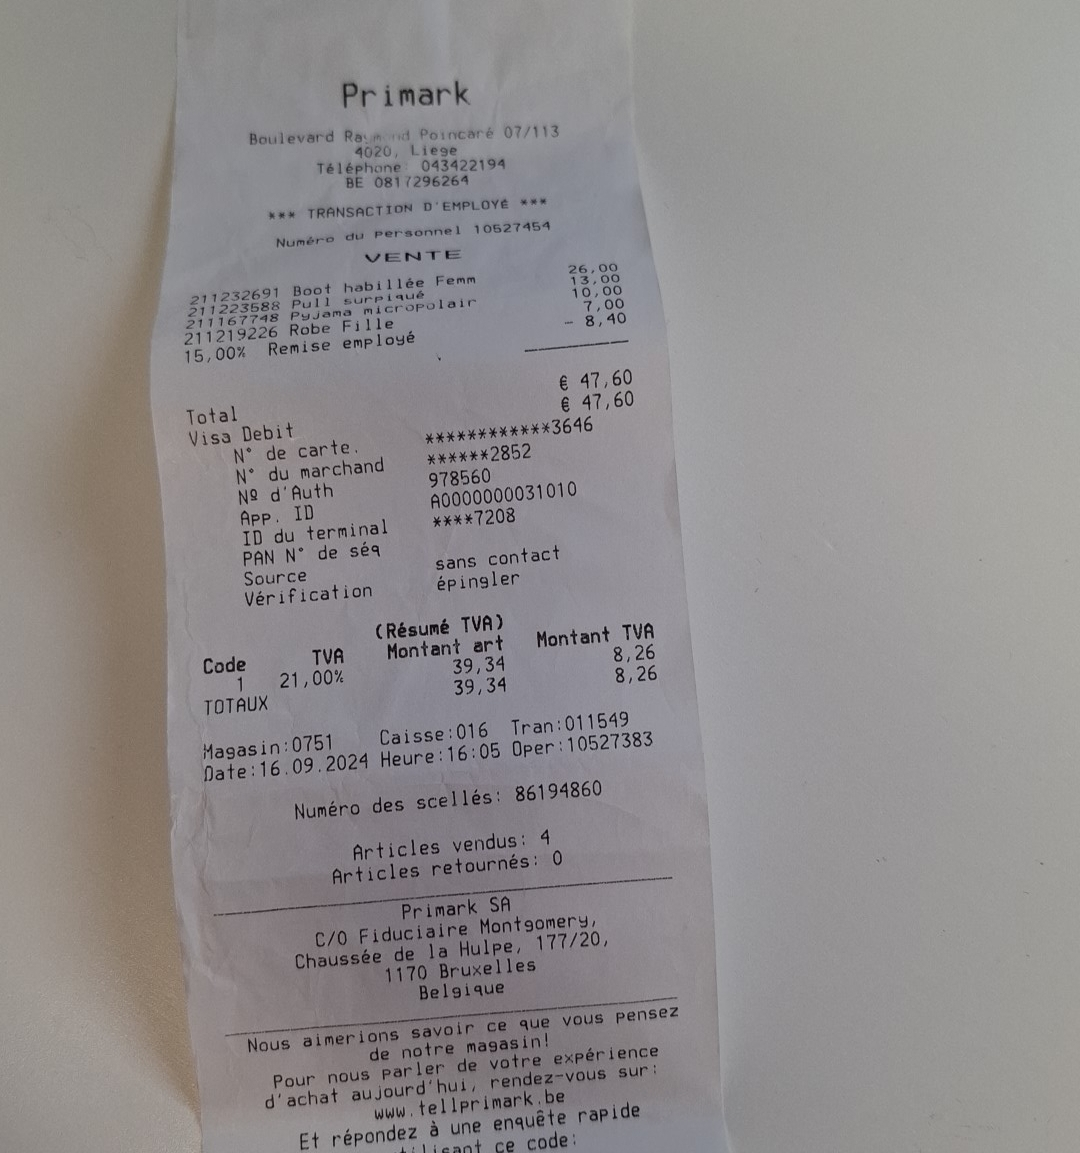 Primark
Boulevard Raymond Poincaré 07/113
4020, Liege
Téléphone: 043422194
BE 0817296264
*** TRANSACTION D'EMPLOYÉ ***
Numéro du personnel 10527454
VENTE
211232691 Boot habillée Femm 26,00
211223588 Pull surpiqué 13,00
211167748 Pyjama micropolair 10,00
211219226 Robe Fille 7,00
15,00% Remise employé - 8,40
Total € 47,60
Visa Debit € 47,60
N° de carte. ************3646
N° du marchand ******2852
Nº d'Auth 978560
App. ID A0000000031010
ID du terminal ****7208
PAN N° de séq
Source sans contact
Vérification épingler
(Résumé TVA)
Code TVA Montant art Montant TVA
1 21,00% 39,34 8,26
TOTAUX 39,34 8,26
Magasin:0751 Caisse:016 Tran:011549
Date:16.09.2024 Heure:16:05 Oper:10527383
Numéro des scellés: 86194860
Articles vendus: 4
Articles retournés: 0
Primark SA
C/O Fiduciaire Montgomery,
Chaussée de la Hulpe, 177/20,
1170 Bruxelles
Belgique
Nous aimerions savoir ce que vous pensez
de notre magasin!
Pour nous parler de votre expérience
d'achat aujourd'hui, rendez-vous sur:
www.tellprimark.be
Et répondez à une enquête rapide
ce code: